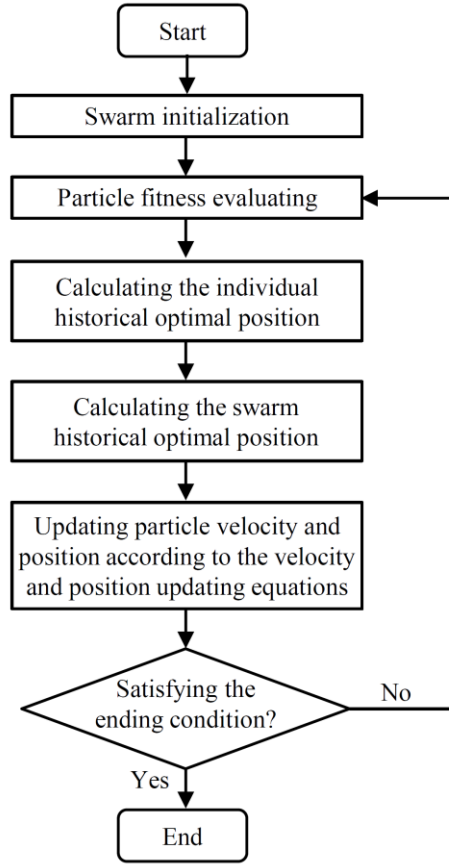 Start
Swarm initialization
Particle fitness evaluating
Calculating the individual
historical optimal position
Calculating the swarm
historical optimal position
Updating particle velocity and
position according to the velocity
and position updating equations
Satisfying the
ending condition?
No
Yes
End